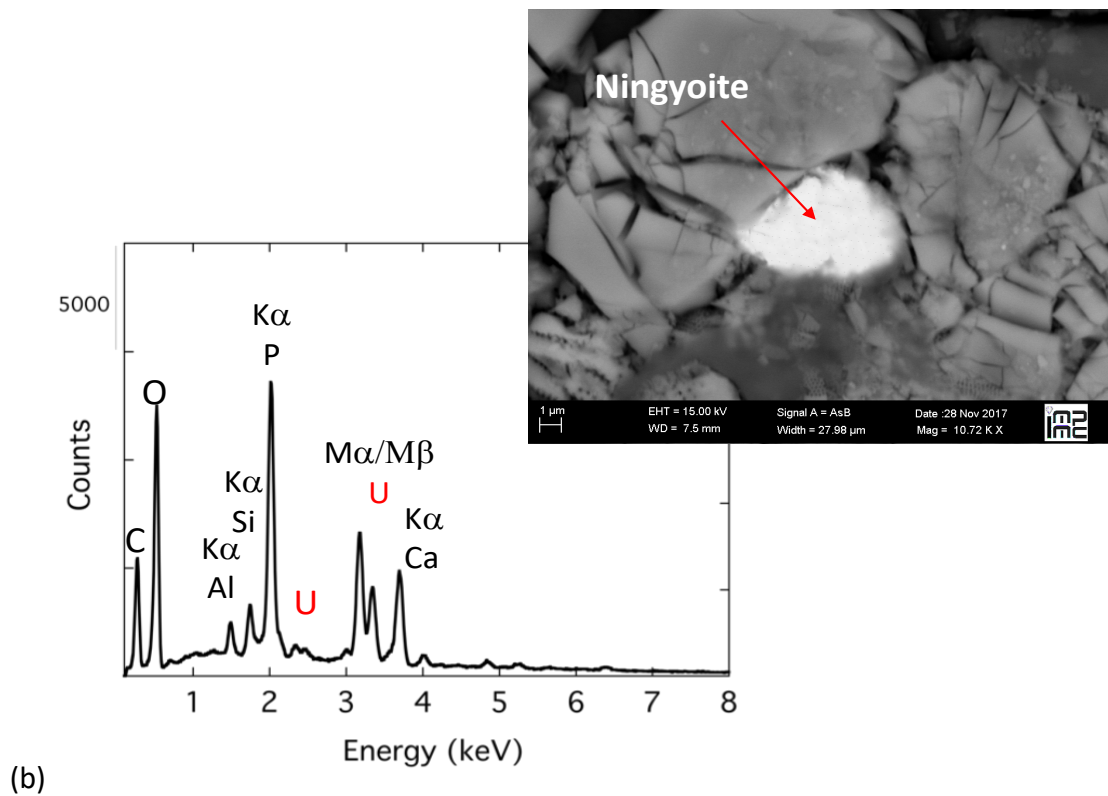 Ningyoite
1 µm
EHT = 15.00 kV
WD = 7.5 mm
Signal A = AsB
Width = 27.98 µm
Date :28 Nov 2017
Mag = 10.72 K X
5000
Counts
C
O
Kα
Al
Kα
Si
Kα
P
U
Mα/Mβ
U
Kα
Ca
1 2 3 4 5 6 7 8
Energy (keV)
(b)